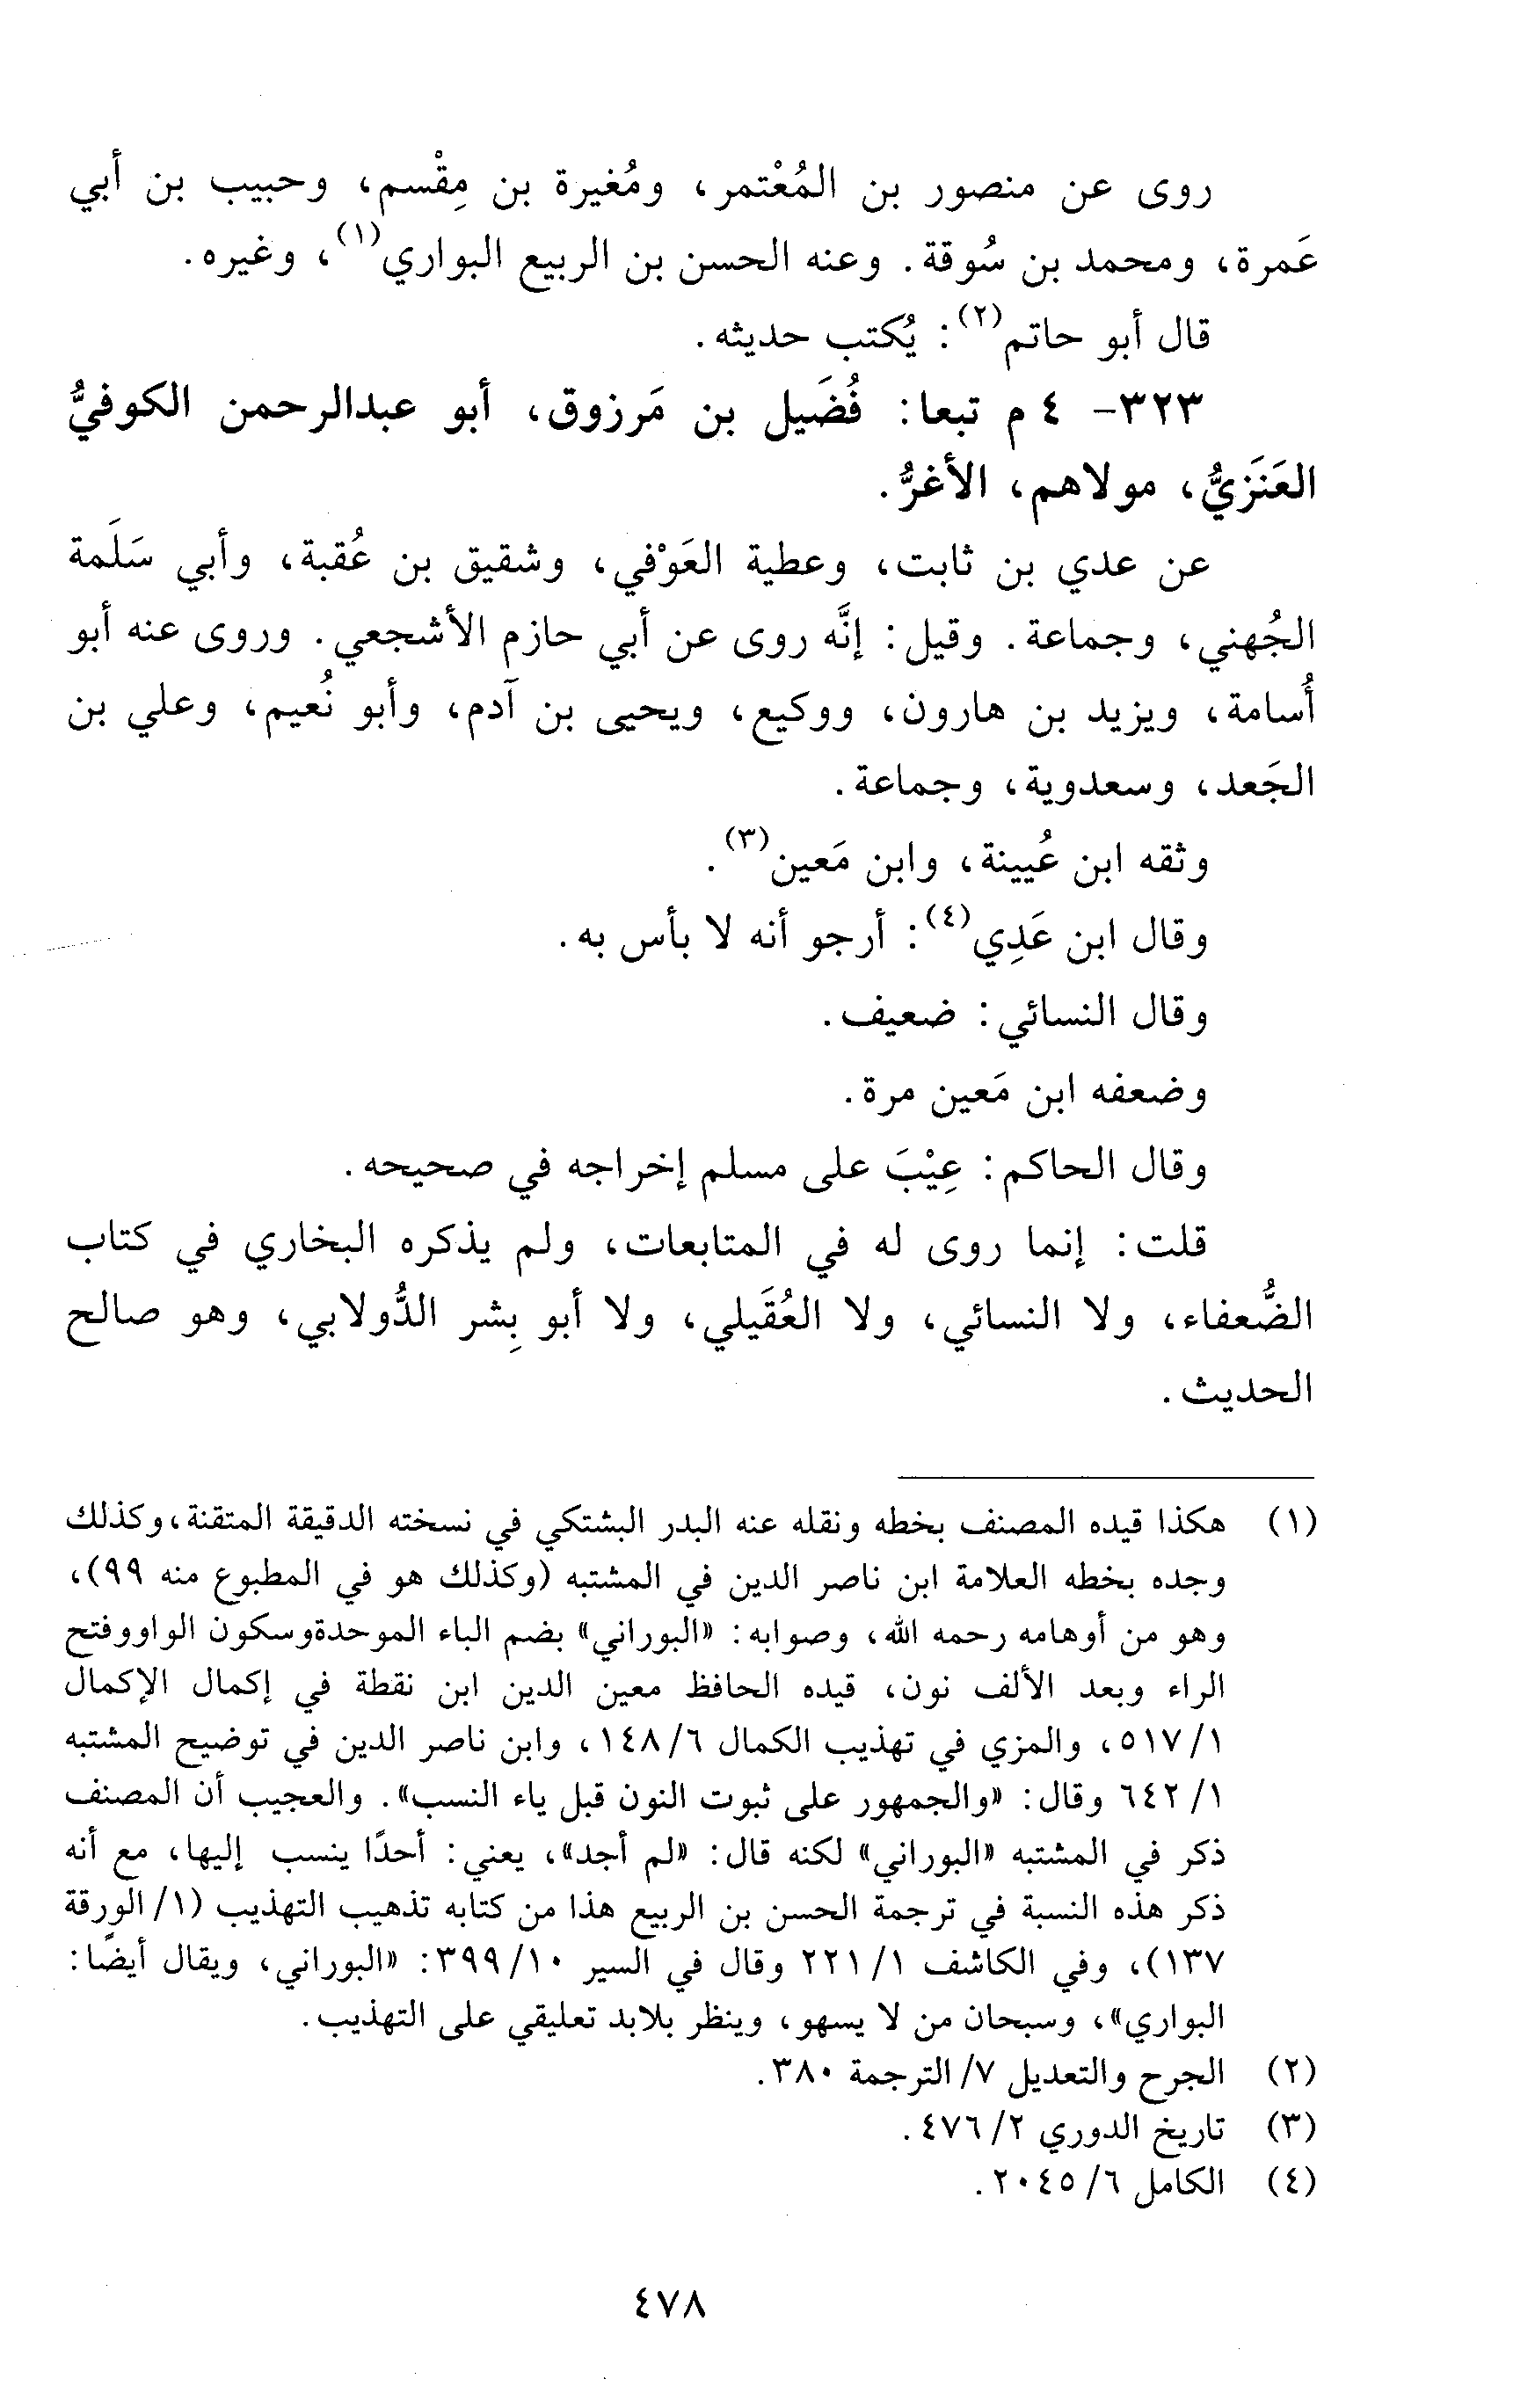 روى عن منصور بن المُعْتمر، ومُغيرة بن مِقْسم، وحبيب بن أبي
عَمرة، ومحمد بن سُوقة. وعنه الحسن بن الربيع البواري(١)، وغيره.
قال أبو حاتم(٢): يُكتب حديثه.
٣٢٣- ٤ م تبعا: فُضَيل بن مَرزوق، أبو عبدالرحمن الكوفيُّ
العَنَزيُّ، مولاهم، الأغرُّ.
عن عدي بن ثابت، وعطية العَوْفي، وشقيق بن عُقبة، وأبي سَلَمة
الجُهني، وجماعة. وقيل: إنَّه روى عن أبي حازم الأشجعي. وروى عنه أبو
أُسامة، ويزيد بن هارون، ووكيع، ويحيى بن آدم، وأبو نُعيم، وعلي بن
الجَعد، وسعدوية، وجماعة.
وثقه ابن عُيينة، وابن مَعين(٣).
وقال ابن عَدِي(٤): أرجو أنه لا بأس به.
وقال النسائي: ضعيف.
وضعفه ابن مَعين مرة.
وقال الحاكم: عِيْبَ على مسلم إخراجه في صحيحه.
قلت: إنما روى له في المتابعات، ولم يذكره البخاري في كتاب
الضُّعفاء، ولا النسائي، ولا العُقَيلي، ولا أبو بِشر الدُّولابي، وهو صالح
الحديث.
(١) هكذا قيده المصنف بخطه ونقله عنه البدر البشتكي في نسخته الدقيقة المتقنة، وكذلك
وجده بخطه العلامة ابن ناصر الدين في المشتبه (وكذلك هو في المطبوع منه ٩٩)،
وهو من أوهامه رحمه الله، وصوابه: «البوراني» بضم الباء الموحدةوسكون الواووفتح
الراء وبعد الألف نون، قيده الحافظ معين الدين ابن نقطة في إكمال الإكمال
١/ ٥١٧، والمزي في تهذيب الكمال ٦/ ١٤٨، وابن ناصر الدين في توضيح المشتبه
١/ ٦٤٢ وقال: «والجمهور على ثبوت النون قبل ياء النسب». والعجيب أن المصنف
ذكر في المشتبه «البوراني» لكنه قال: «لم أجد»، يعني: أحدًا ينسب إليها، مع أنه
ذكر هذه النسبة في ترجمة الحسن بن الربيع هذا من كتابه تذهيب التهذيب (١/ الورقة
١٣٧)، وفي الكاشف ١/ ٢٢١ وقال في السير ١٠/ ٣٩٩: «البوراني، ويقال أيضًا:
البواري»، وسبحان من لا يسهو، وينظر بلابد تعليقي على التهذيب.
(٢) الجرح والتعديل ٧/ الترجمة ٣٨٠.
(٣) تاريخ الدوري ٢/ ٤٧٦.
(٤) الكامل ٦/ ٢٠٤٥.
٤٧٨